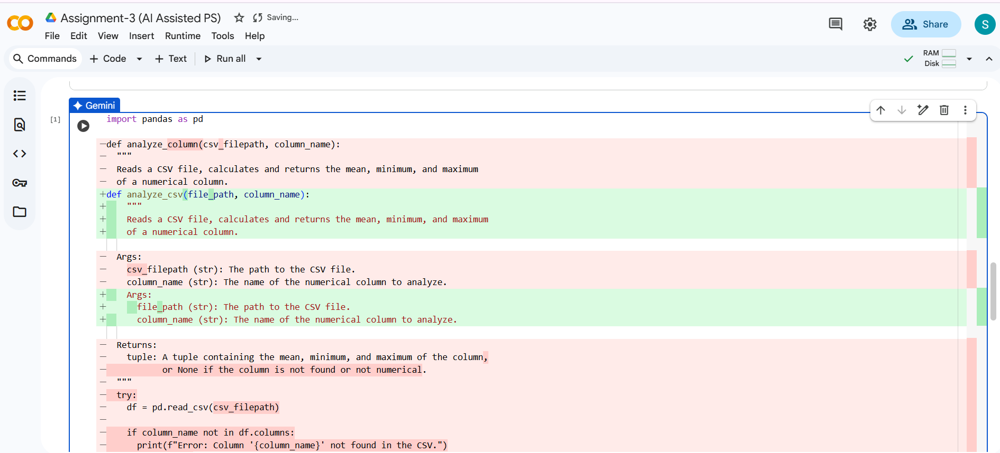 Assignment-3 (AI Assisted PS) Saving...
File Edit View Insert Runtime Tools Help
Share
S
Commands + Code + Text Run all
RAM
Disk
Gemini
[1]
import pandas as pd
−def analyze_column(csv_filepath, column_name):
−  """
−  Reads a CSV file, calculates and returns the mean, minimum, and maximum
−  of a numerical column.
+def analyze_csv(file_path, column_name):
+    """
+    Reads a CSV file, calculates and returns the mean, minimum, and maximum
+    of a numerical column.
−  Args:
−    csv_filepath (str): The path to the CSV file.
−    column_name (str): The name of the numerical column to analyze.
+    Args:
+      file_path (str): The path to the CSV file.
+      column_name (str): The name of the numerical column to analyze.
−  Returns:
−    tuple: A tuple containing the mean, minimum, and maximum of the column,
−           or None if the column is not found or not numerical.
−  """
−  try:
−    df = pd.read_csv(csv_filepath)
−
−    if column_name not in df.columns:
−      print(f"Error: Column '{column_name}' not found in the CSV.")